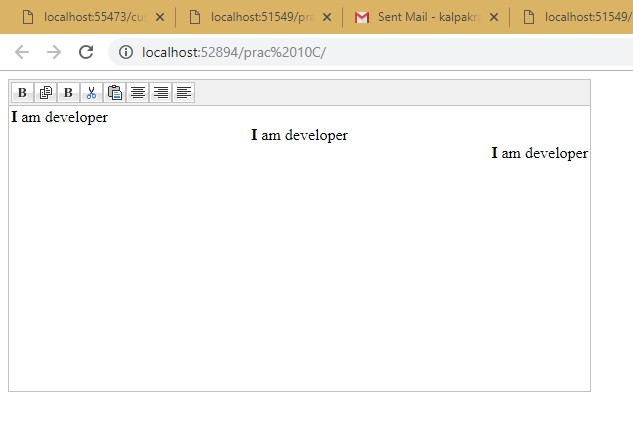 localhost:55473/cu
localhost:51549/pr
Sent Mail - kalpak
localhost:51549/
localhost:52894/prac%2010C/
B B
I am developer
I am developer
I am developer